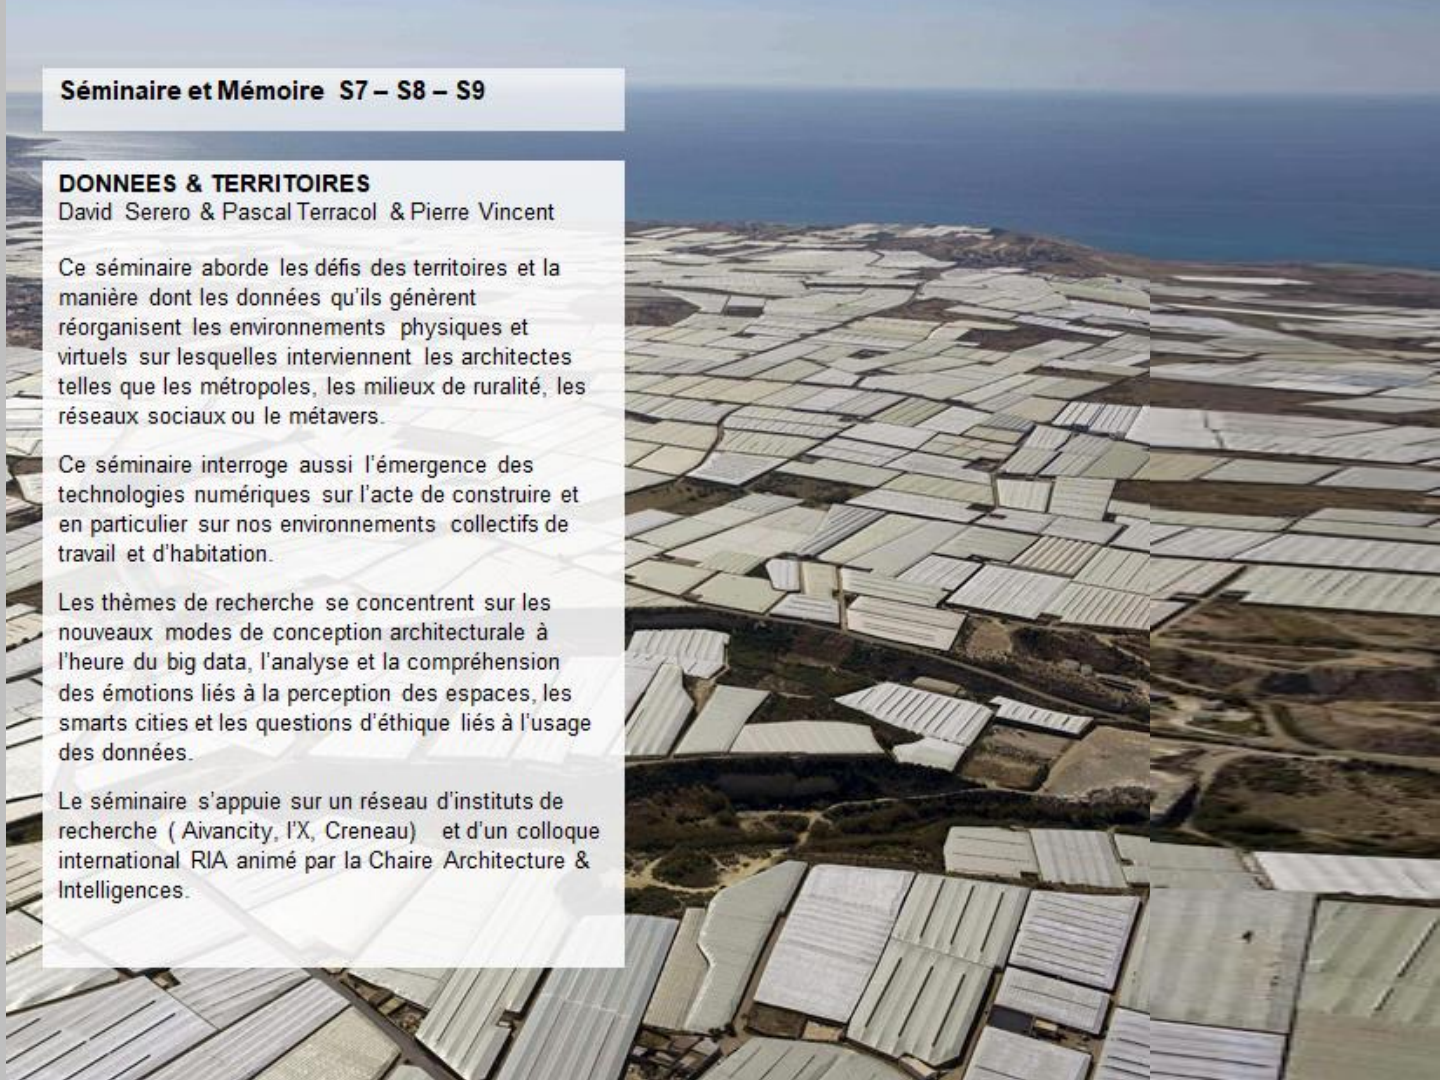 Séminaire et Mémoire S7 – S8 – S9
DONNEES & TERRITOIRES
David Serero & Pascal Terracol & Pierre Vincent
Ce séminaire aborde les défis des territoires et la
manière dont les données qu’ils génèrent
réorganisent les environnements physiques et
virtuels sur lesquelles interviennent les architectes
telles que les métropoles, les milieux de ruralité, les
réseaux sociaux ou le métavers.
Ce séminaire interroge aussi l’émergence des
technologies numériques sur l’acte de construire et
en particulier sur nos environnements collectifs de
travail et d’habitation.
Les thèmes de recherche se concentrent sur les
nouveaux modes de conception architecturale à
l’heure du big data, l’analyse et la compréhension
des émotions liés à la perception des espaces, les
smarts cities et les questions d’éthique liés à l’usage
des données.
Le séminaire s’appuie sur un réseau d’instituts de
recherche ( Aivancity, l’X, Creneau) et d’un colloque
international RIA animé par la Chaire Architecture &
Intelligences.